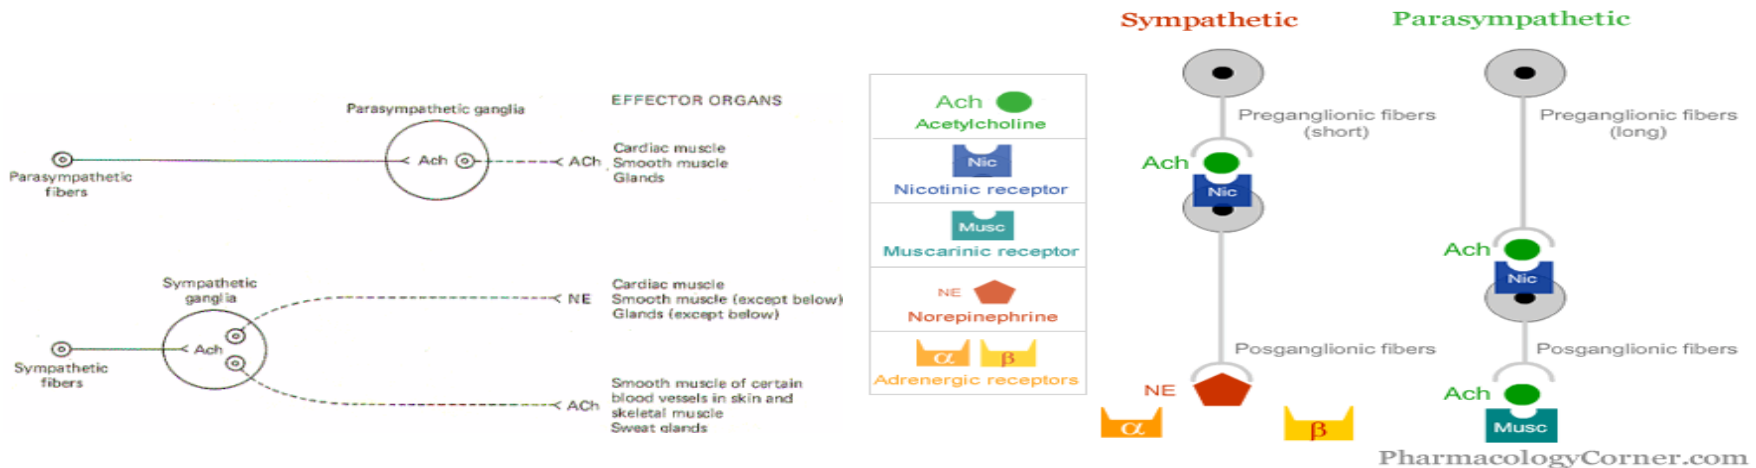 EFFECTOR ORGANS
Parasympathetic ganglia
Ach
ACh
Cardiac muscle
Smooth muscle
Glands
Parasympathetic
fibers
Sympathetic
ganglia
Ach
NE
Cardiac muscle
Smooth muscle (except below)
Glands (except below)
Sympathetic
fibers
ACh
Smooth muscle of certain
blood vessels in skin and
skeletal muscle
Sweat glands
Ach
Acetylcholine
Nic
Nicotinic receptor
Musc
Muscarinic receptor
NE
Norepinephrine
α β
Adrenergic receptors
Sympathetic
Preganglionic fibers
(short)
Ach
Nic
Posganglionic fibers
NE
α
β
Parasympathetic
Preganglionic fibers
(long)
Ach
Nic
Posganglionic fibers
Ach
Musc
PharmacologyCorner.com